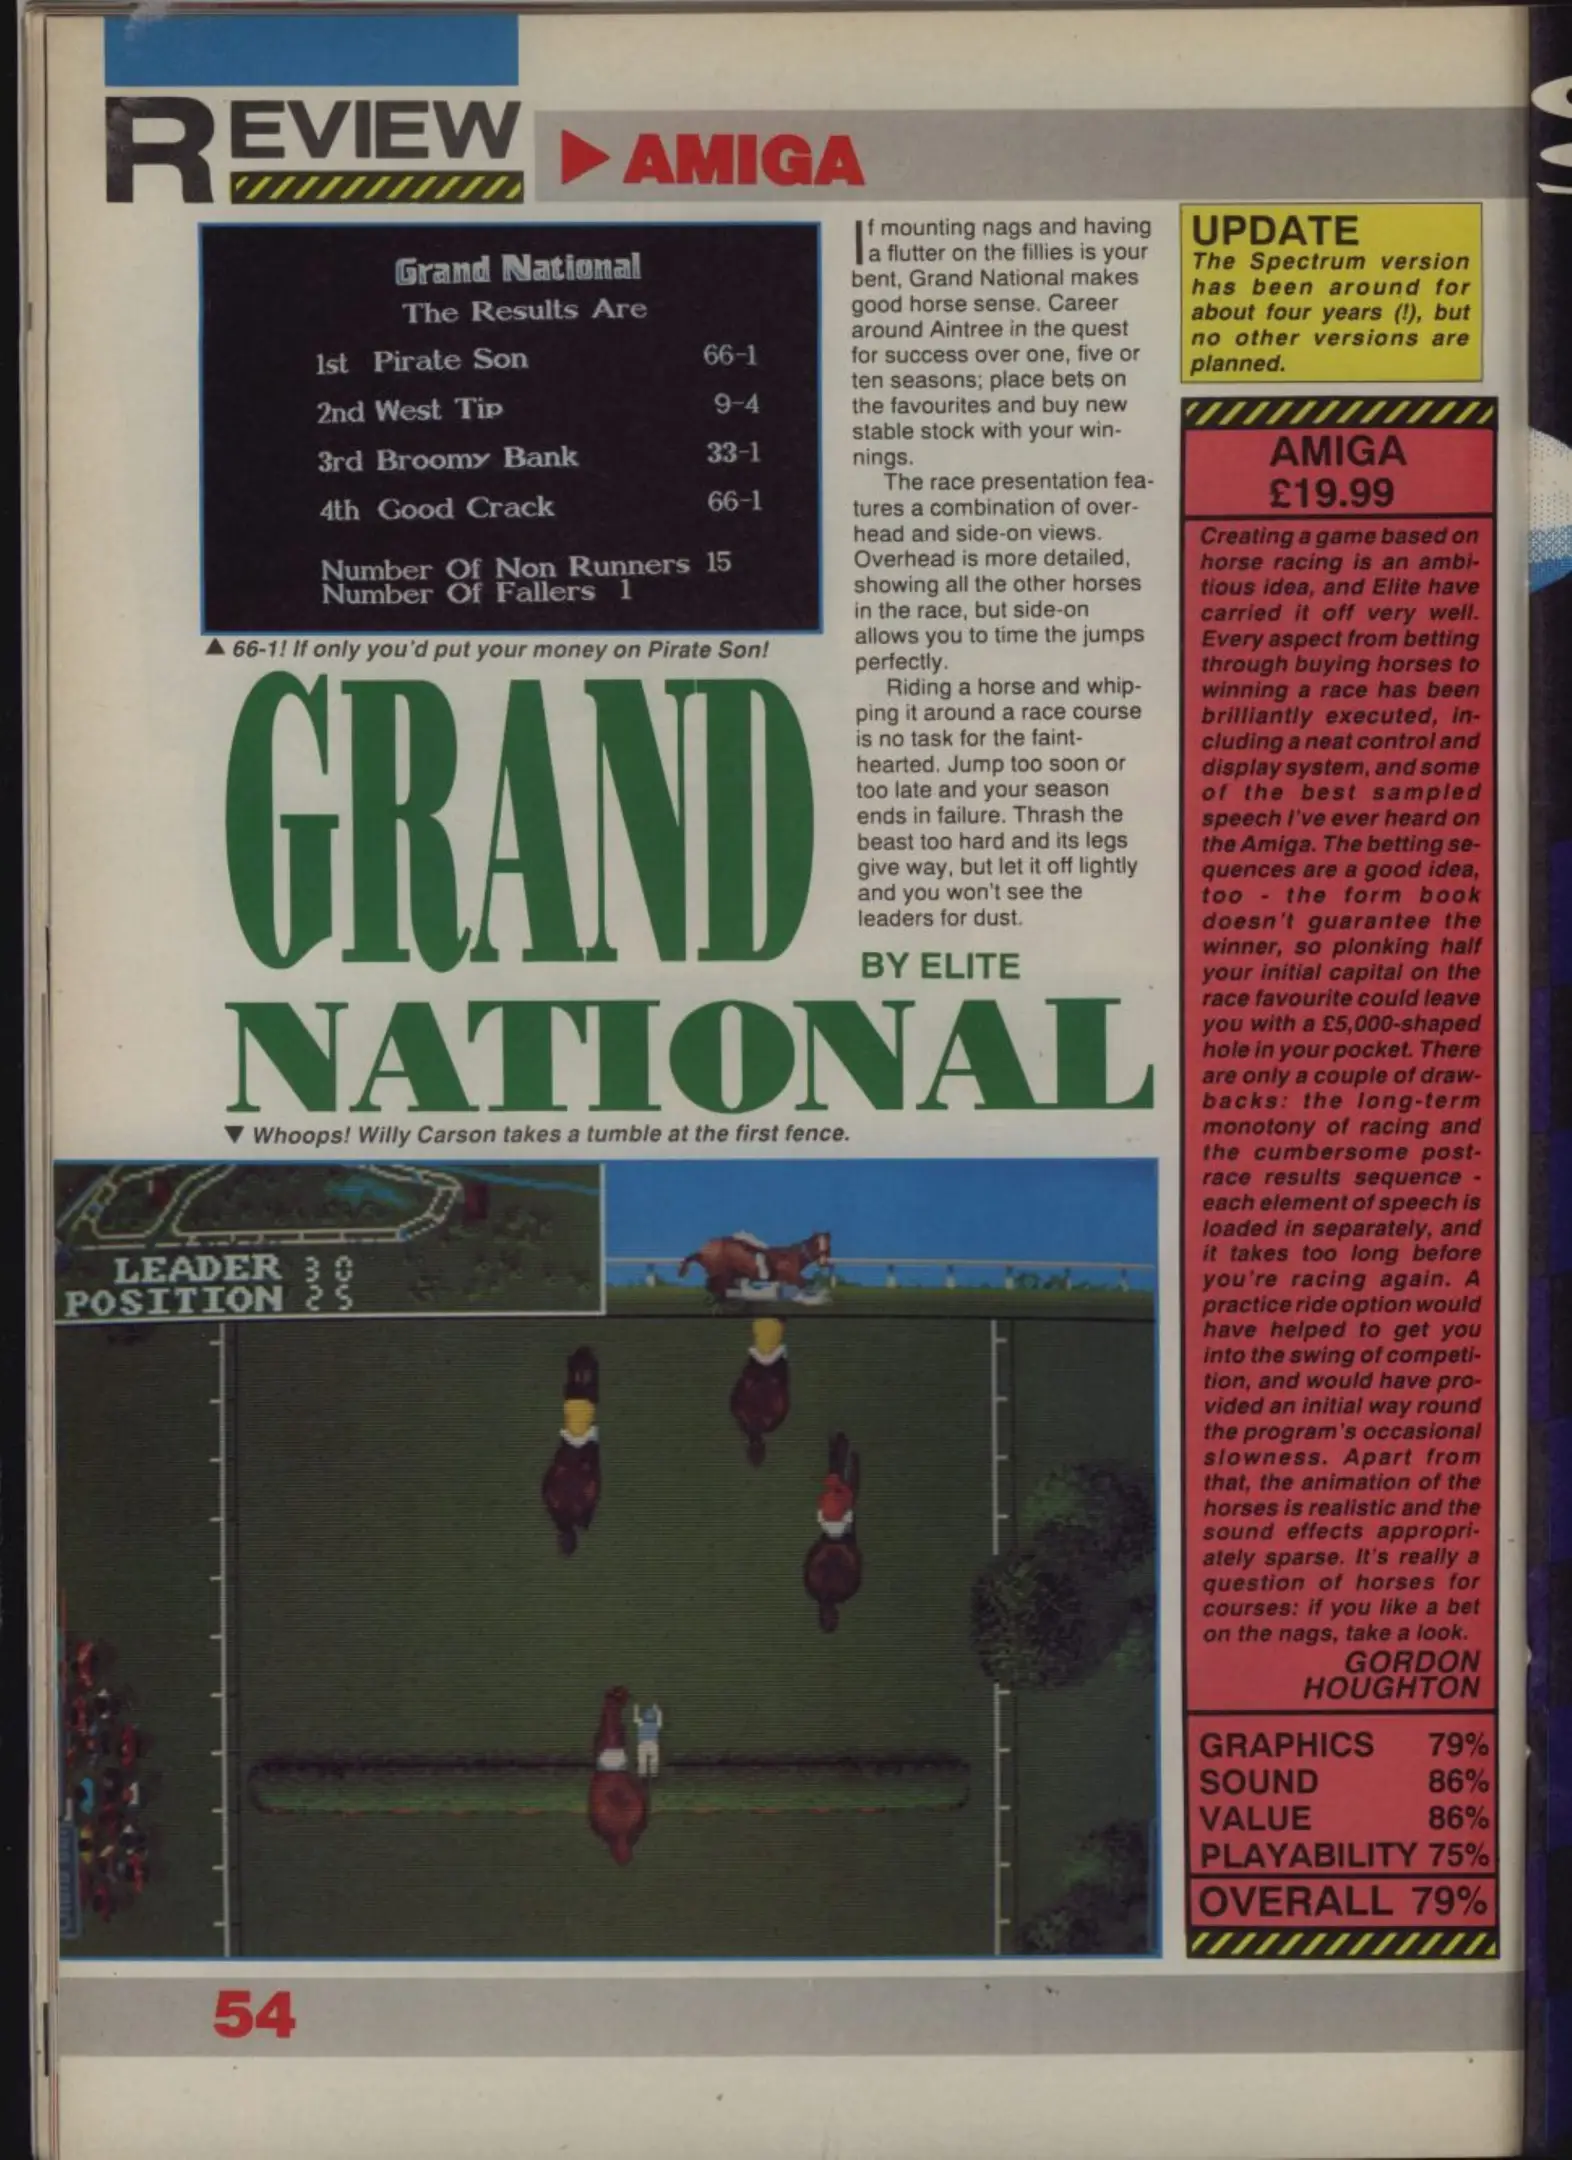 REVIEW
AMIGA
Grand National
The Results Are
1st Pirate Son 66-1
2nd West Tip 9-4
3rd Broomy Bank 33-1
4th Good Crack 66-1
Number Of Non Runners 15
Number Of Fallers 1
▲ 66-1! If only you'd put your money on Pirate Son!
GRAND
NATIONAL
BY ELITE
If mounting nags and having
a flutter on the fillies is your
bent, Grand National makes
good horse sense. Career
around Aintree in the quest
for success over one, five or
ten seasons; place bets on
the favourites and buy new
stable stock with your win-
nings.
The race presentation fea-
tures a combination of over-
head and side-on views.
Overhead is more detailed,
showing all the other horses
in the race, but side-on
allows you to time the jumps
perfectly.
Riding a horse and whip-
ping it around a race course
is no task for the faint-
hearted. Jump too soon or
too late and your season
ends in failure. Thrash the
beast too hard and its legs
give way, but let it off lightly
and you won't see the
leaders for dust.
▼ Whoops! Willy Carson takes a tumble at the first fence.
LEADER 30
POSITION 25
UPDATE
The Spectrum version
has been around for
about four years (!), but
no other versions are
planned.
AMIGA
£19.99
Creating a game based on
horse racing is an ambi-
tious idea, and Elite have
carried it off very well.
Every aspect from betting
through buying horses to
winning a race has been
brilliantly executed, in-
cluding a neat control and
display system, and some
of the best sampled
speech I've ever heard on
the Amiga. The betting se-
quences are a good idea,
too - the form book
doesn't guarantee the
winner, so plonking half
your initial capital on the
race favourite could leave
you with a £5,000-shaped
hole in your pocket. There
are only a couple of draw-
backs: the long-term
monotony of racing and
the cumbersome post-
race results sequence -
each element of speech is
loaded in separately, and
it takes too long before
you're racing again. A
practice ride option would
have helped to get you
into the swing of competi-
tion, and would have pro-
vided an initial way round
the program's occasional
slowness. Apart from
that, the animation of the
horses is realistic and the
sound effects appropri-
ately sparse. It's really a
question of horses for
courses: if you like a bet
on the nags, take a look.
GORDON
HOUGHTON
GRAPHICS 79%
SOUND 86%
VALUE 86%
PLAYABILITY 75%
OVERALL 79%
54